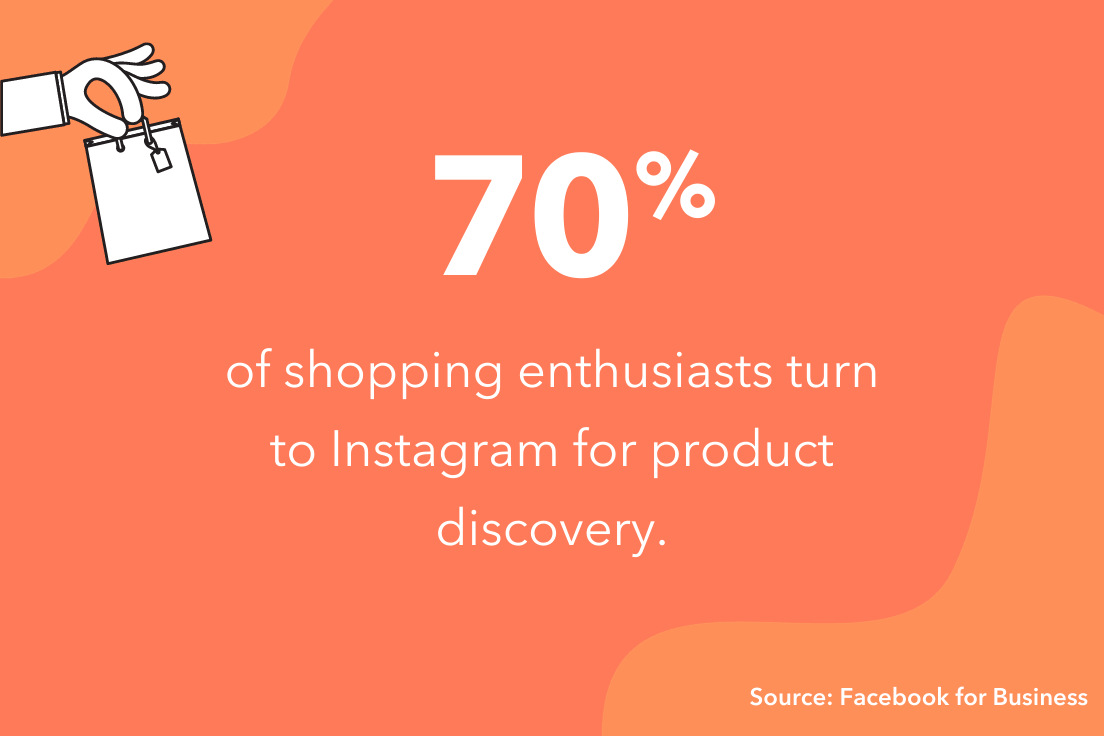 70%
of shopping enthusiasts turn
to Instagram for product
discovery.
Source: Facebook for Business